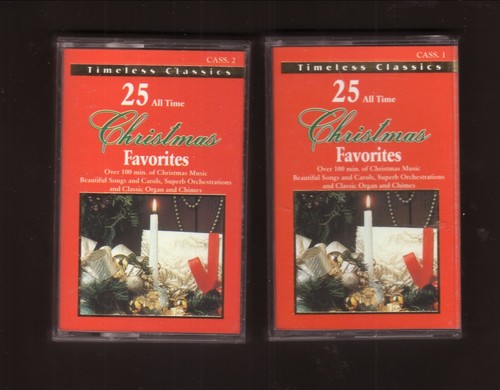 CASS. 2
Timeless Classics
25 All Time
Christmas
Favorites
Over 100 min. of Christmas Music
Beautiful Songs and Carols, Superb Orchestrations
and Classic Organ and Chimes
CASS. 1
Timeless Classics
25 All Time
Christmas
Favorites
Over 100 min. of Christmas Music
Beautiful Songs and Carols, Superb Orchestrations
and Classic Organ and Chimes